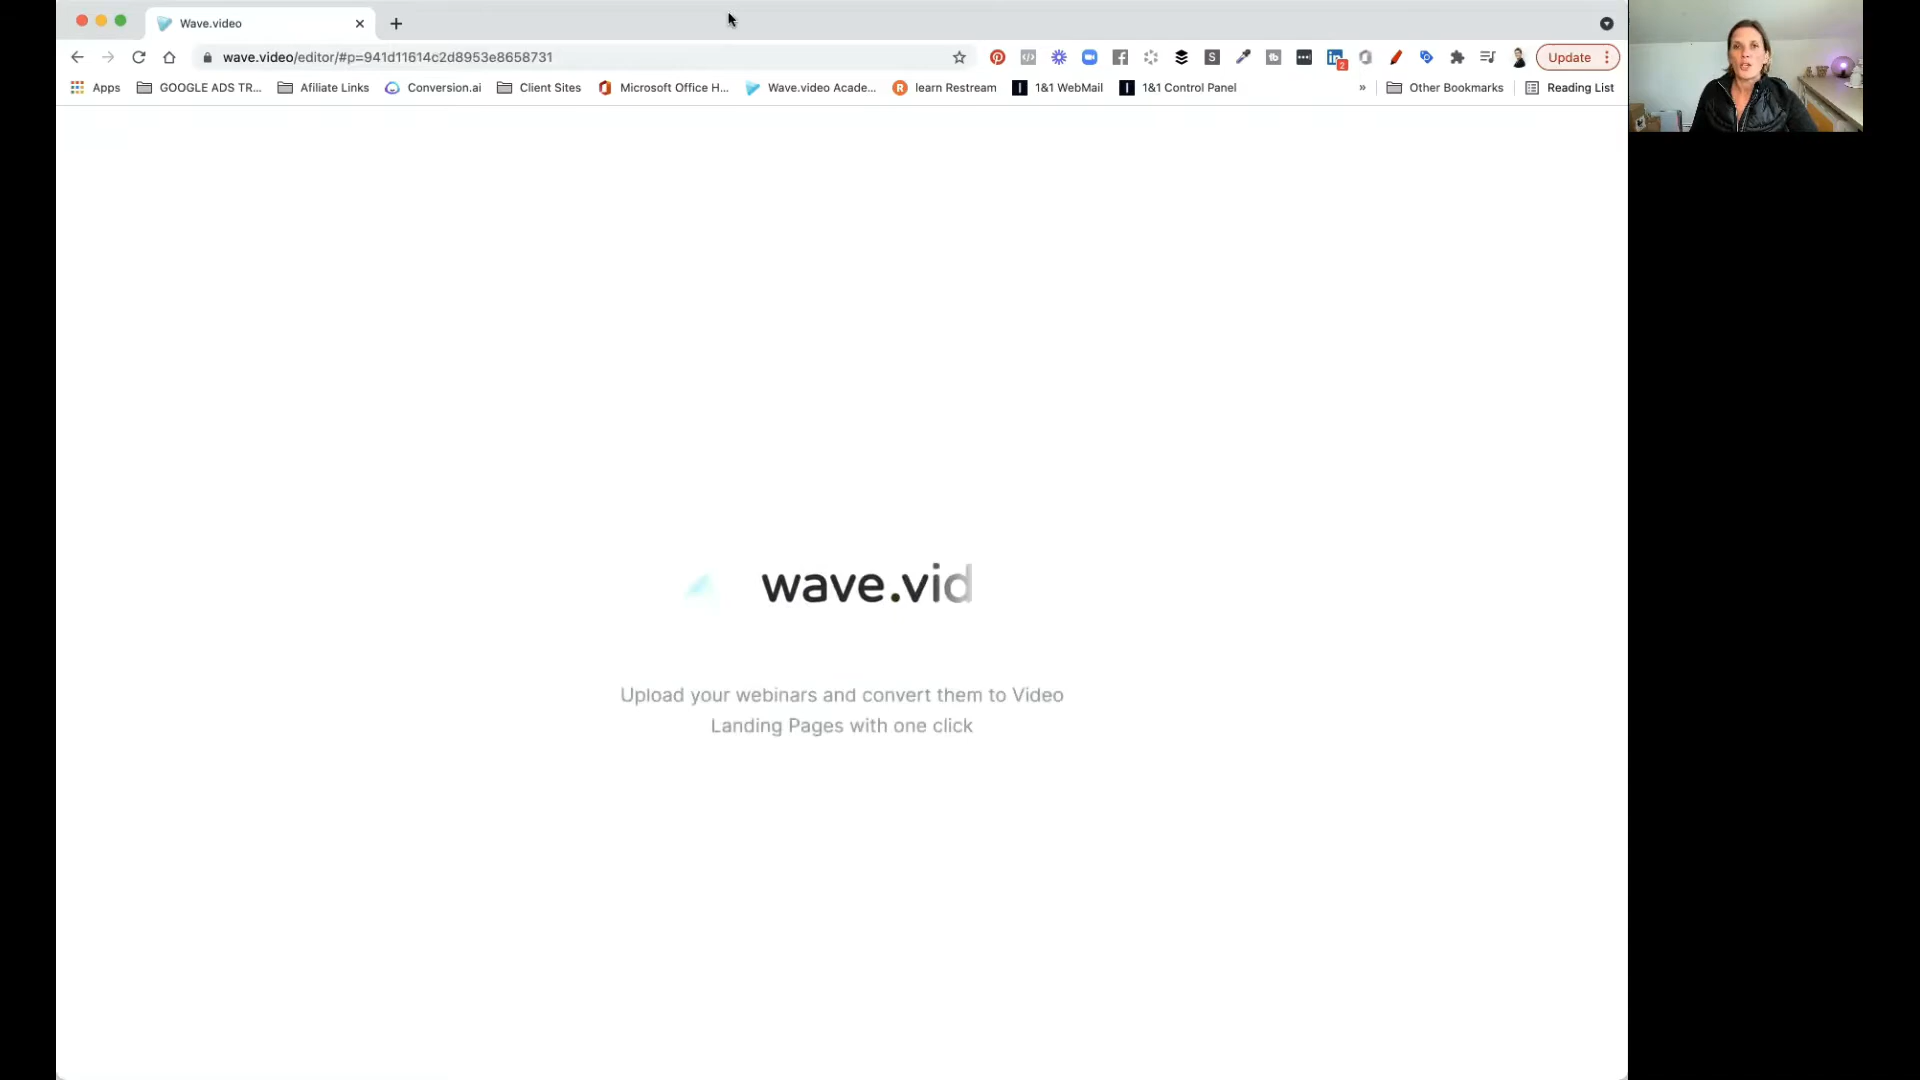 Wave.video
wave.video/editor/#p=941d11614c2d8953e8658731
2
Update
Apps
GOOGLE ADS TR...
Afiliate Links
Conversion.ai
Client Sites
Microsoft Office H...
Wave.video Acade...
learn Restream
1&1 WebMail
1&1 Control Panel
»
Other Bookmarks
Reading List
wave.vid
Upload your webinars and convert them to Video
Landing Pages with one click